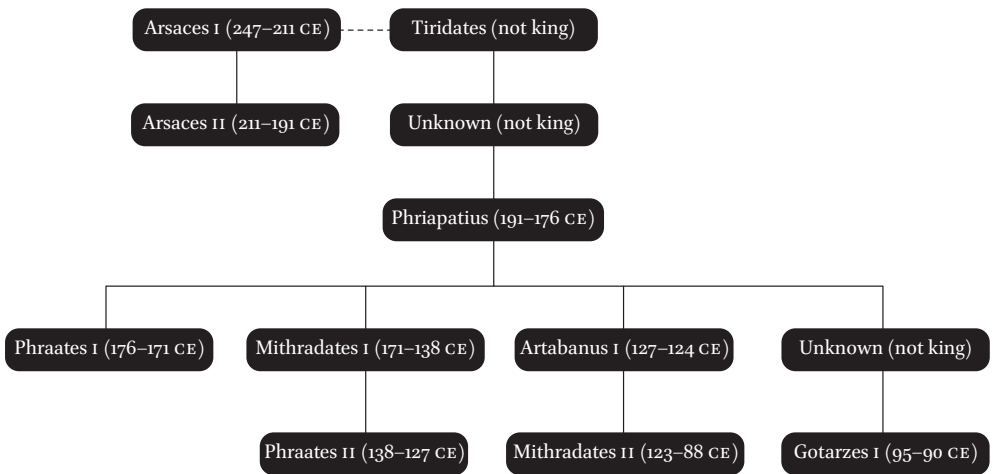 Arsaces I (247–211 CE)
Tiridates (not king)
Arsaces II (211–191 CE)
Unknown (not king)
Phriapatius (191–176 CE)
Phraates I (176–171 CE)
Mithradates I (171–138 CE)
Artabanus I (127–124 CE)
Unknown (not king)
Phraates II (138–127 CE)
Mithradates II (123–88 CE)
Gotarzes I (95–90 CE)